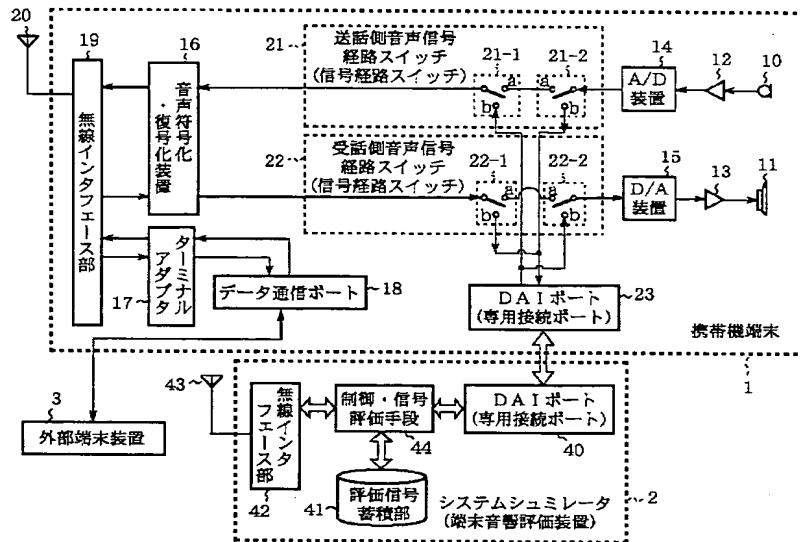 20
19
無線インタフェース部
16
音声符号化
・復号化装置
21
送話側音声信号
経路スイッチ
(信号経路スイッチ)
21-1
a
b
21-2
a
b
14
A/D
装置
12
10
22
受話側音声信号
経路スイッチ
(信号経路スイッチ)
22-1
a
b
22-2
a
b
15
D/A
装置
13
11
ターミナル
アダプタ
17
データ通信ポート
18
DAIポート
(専用接続ポート)
23
携帯機端末
1
3
外部端末装置
43
無線インタ
フェース部
42
制御・信号
評価手段
44
DAIポート
(専用接続ポート)
40
41
評価信号
蓄積部
システムシュミレータ
(端末音響評価装置)
2